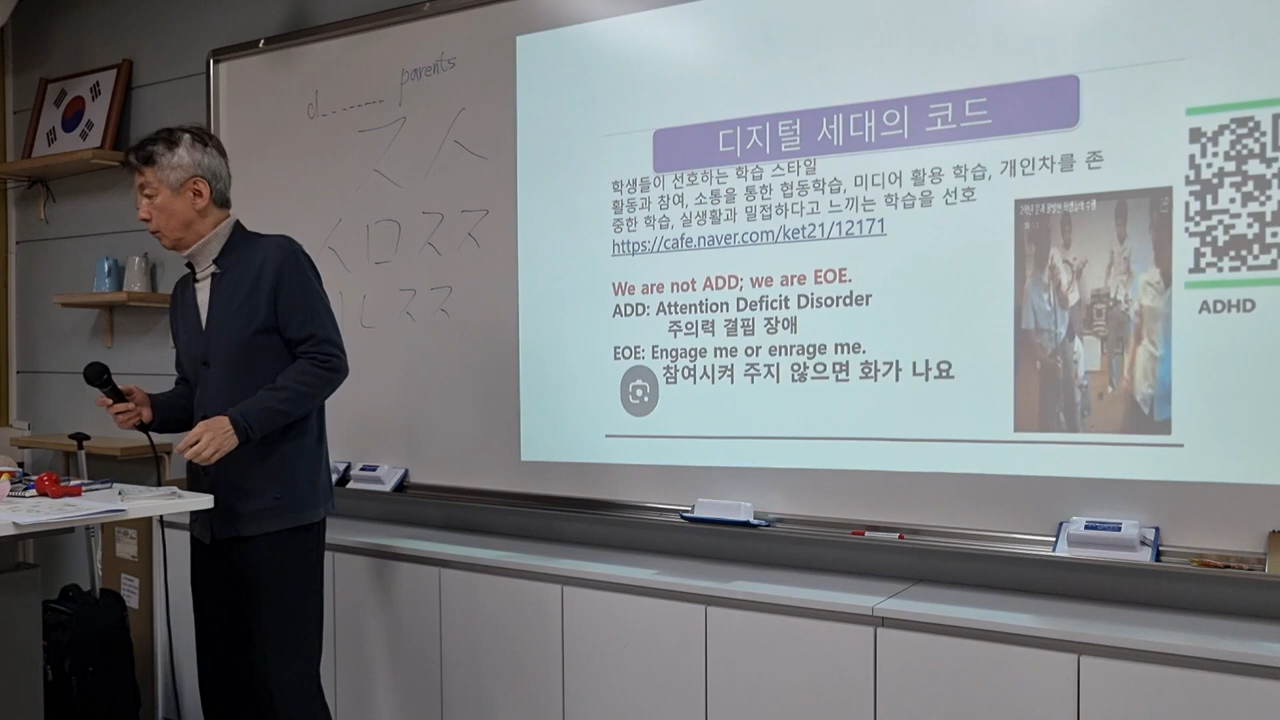 d------- parents
ㅈㅅ
ㅅㅁㅈㅈ
ㅣㄴㅈㅈ
디지털 세대의 코드
학생들이 선호하는 학습 스타일
활동과 참여, 소통을 통한 협동학습, 미디어 활용 학습, 개인차를 존
중한 학습, 실생활과 밀접하다고 느끼는 학습을 선호
https://cafe.naver.com/ket21/12171
We are not ADD; we are EOE.
ADD: Attention Deficit Disorder
주의력 결핍 장애
EOE: Engage me or enrage me.
참여시켜 주지 않으면 화가 나요
ADHD